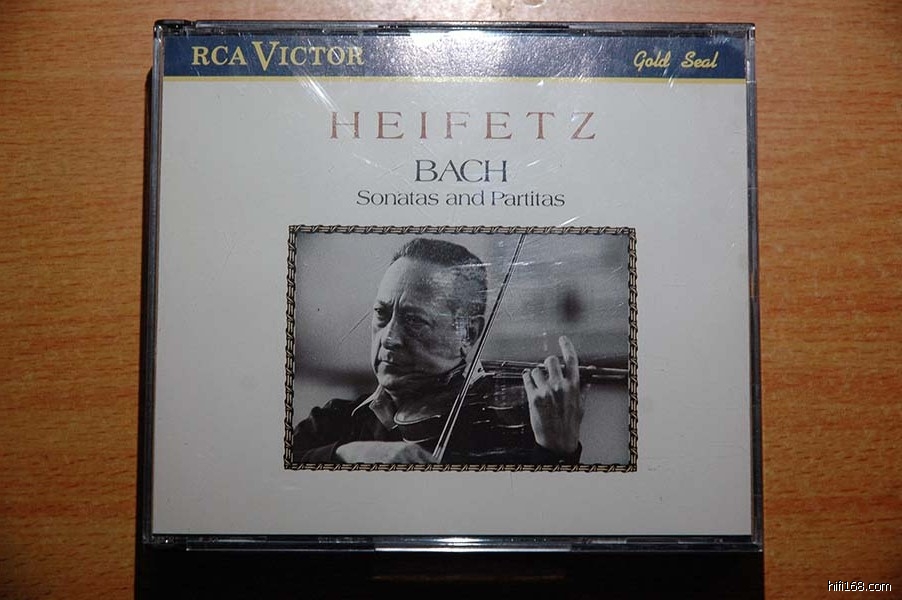 RCA VICTOR Gold Seal
HEIFETZ
BACH
Sonatas and Partitas
hifi168.com